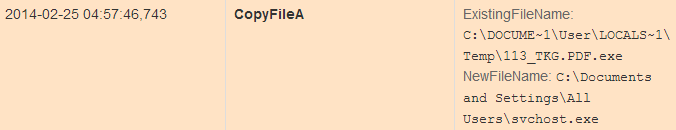 2014-02-25 04:57:46,743 CopyFileA ExistingFileName:
C:\DOCUME~1\User\LOCALS~1\
Temp\113_TKG.PDF.exe
NewFileName: C:\Documents
and Settings\All
Users\svchost.exe